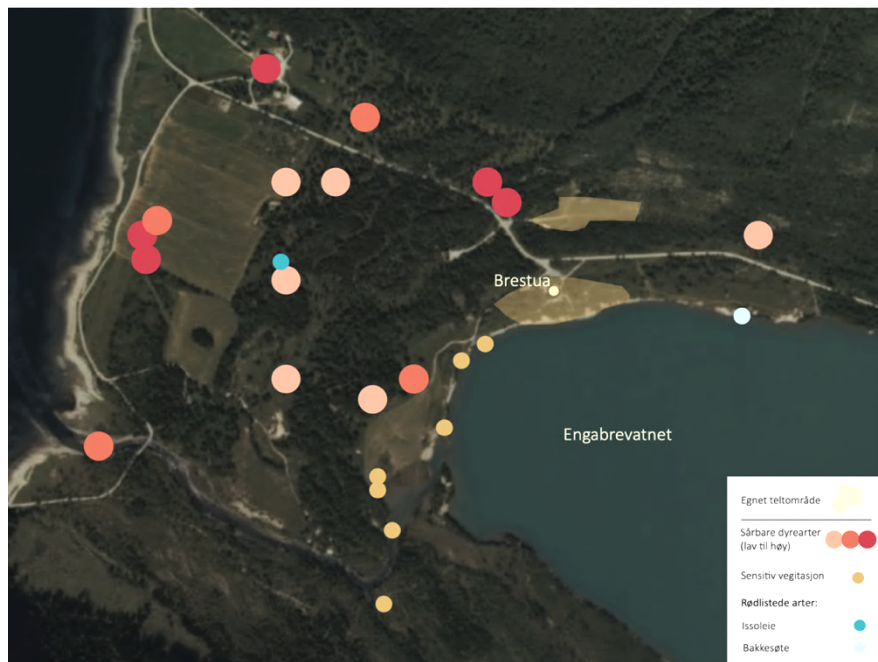 Brestua
Engabrevatnet
Egnet teltområde
Sårbare dyrearter
(lav til høy)
Sensitiv vegitasjon
Rødlistede arter:
Issoleie
Bakkesøte